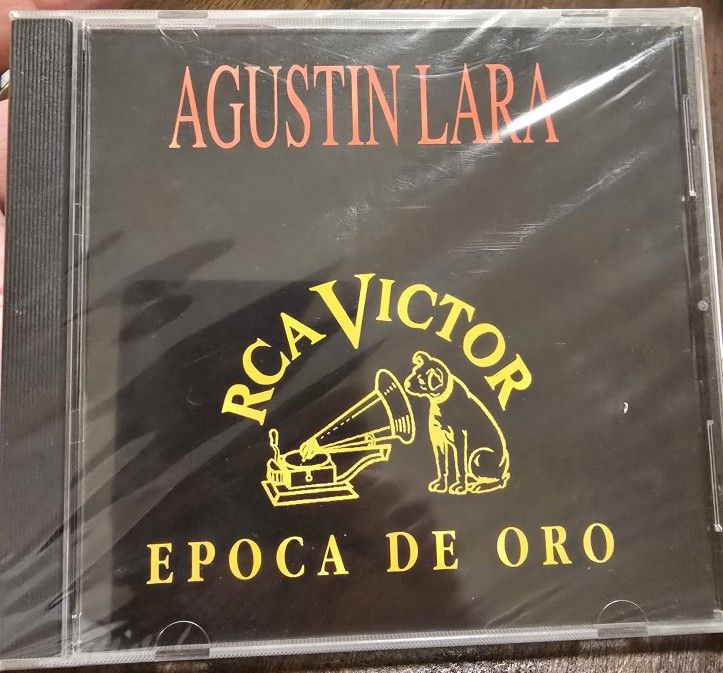 AGUSTIN LARA
RCA VICTOR
EPOCA DE ORO